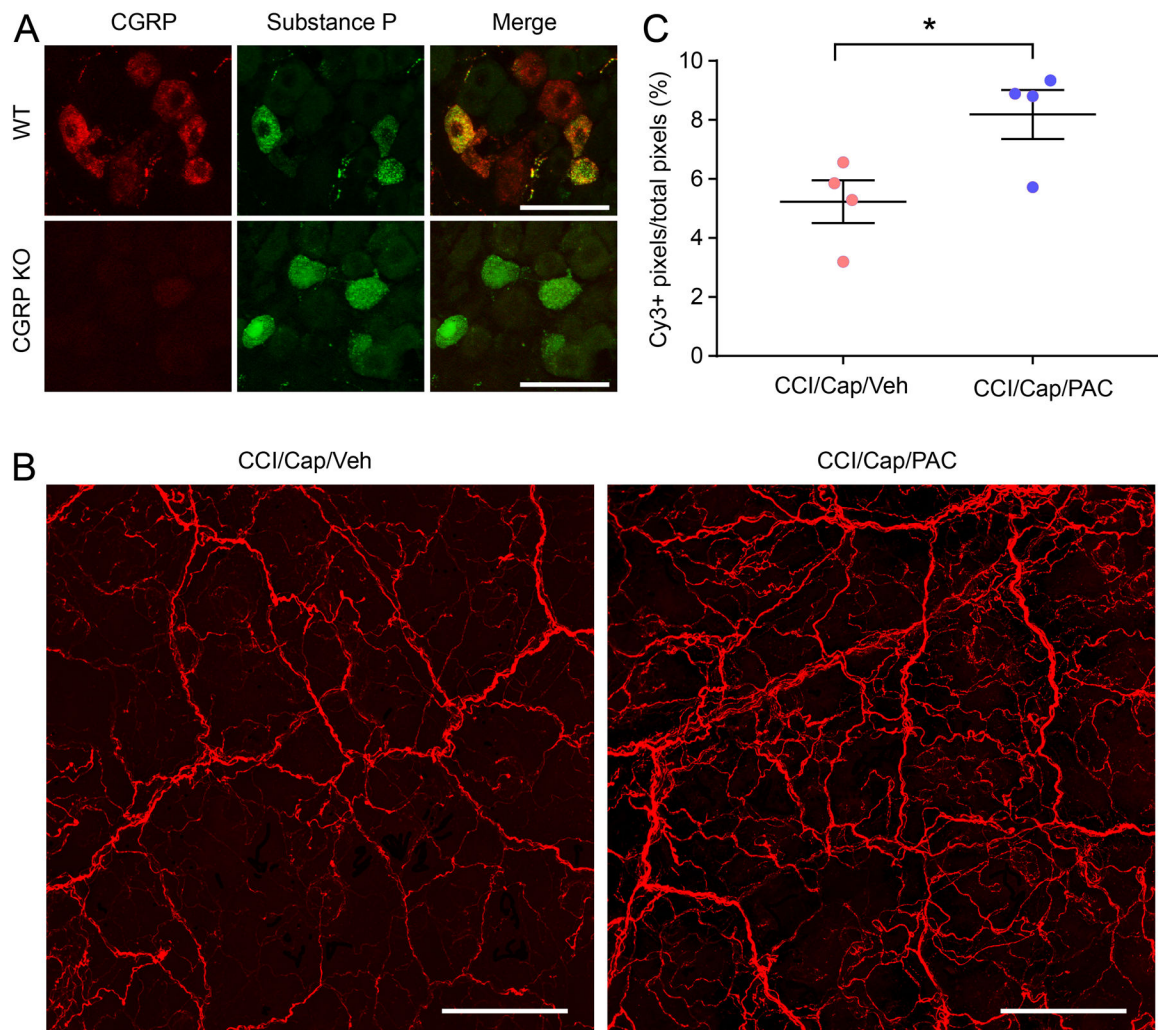 A
CGRP
Substance P
Merge
WT
CGRP KO
C
*
Cy3+ pixels/total pixels (%)
10
8
6
4
2
0
CCI/Cap/Veh
CCI/Cap/PAC
B
CCI/Cap/Veh
CCI/Cap/PAC